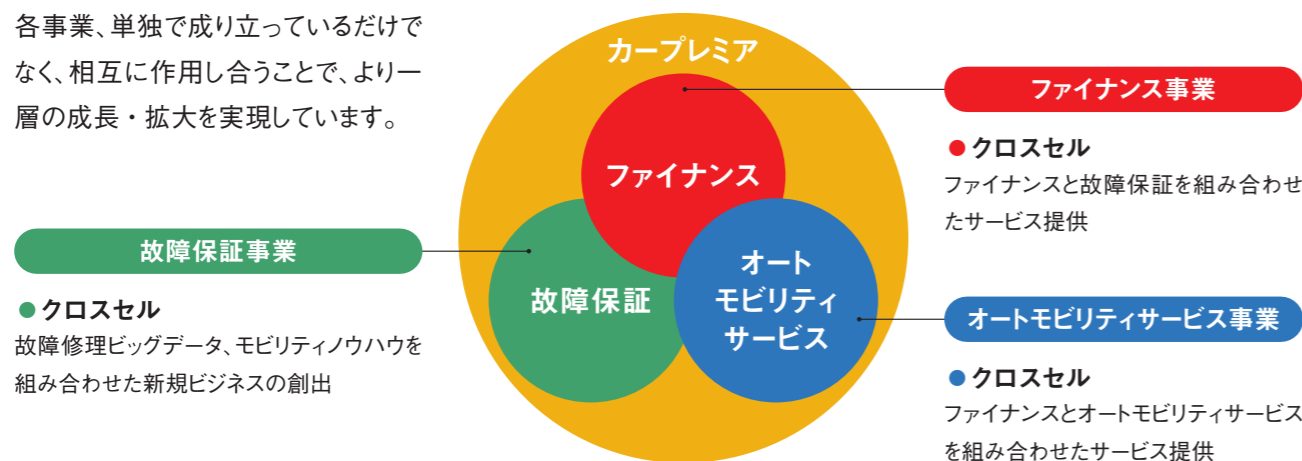 各事業、単独で成り立っているだけで
なく、相互に作用し合うことで、より一
層の成長・拡大を実現しています。
カープレミア
ファイナンス
故障保証
オート
モビリティ
サービス
故障保証事業
●クロスセル
故障修理ビッグデータ、モビリティノウハウを
組み合わせた新規ビジネスの創出
ファイナンス事業
●クロスセル
ファイナンスと故障保証を組み合わせ
たサービス提供
オートモビリティサービス事業
●クロスセル
ファイナンスとオートモビリティサービス
を組み合わせたサービス提供